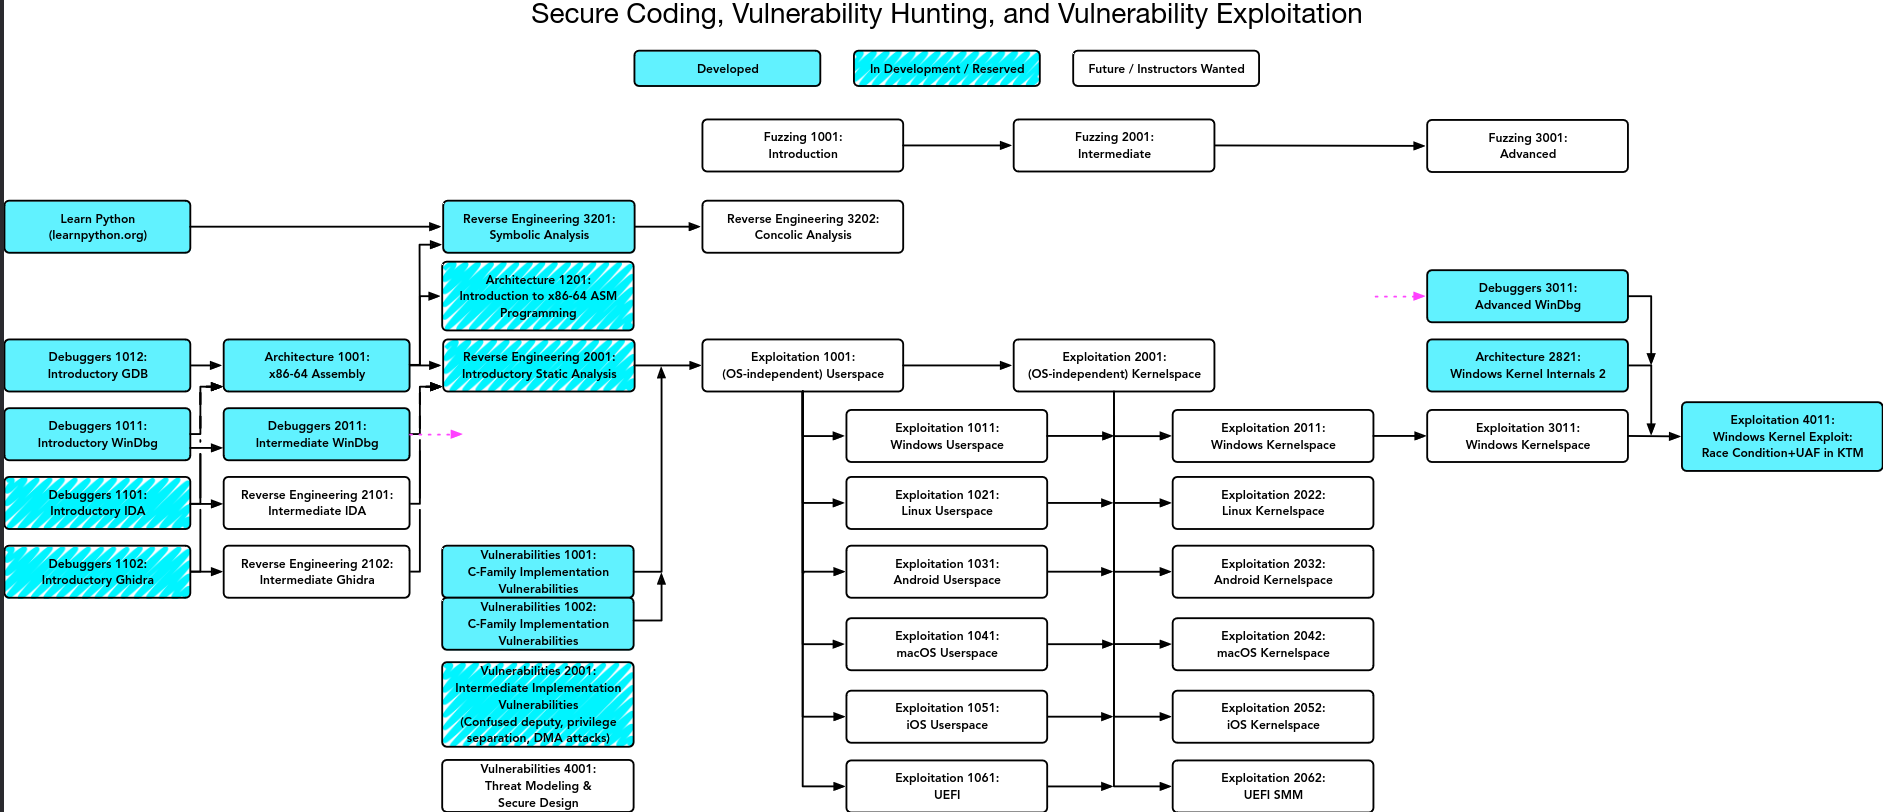 Secure Coding, Vulnerability Hunting, and Vulnerability Exploitation
Developed
In Development / Reserved
Future / Instructors Wanted
Fuzzing 1001:
Introduction
Fuzzing 2001:
Intermediate
Fuzzing 3001:
Advanced
Learn Python
(learnpython.org)
Reverse Engineering 3201:
Symbolic Analysis
Reverse Engineering 3202:
Concolic Analysis
Architecture 1201:
Introduction to x86-64 ASM
Programming
Debuggers 3011:
Advanced WinDbg
Debuggers 1012:
Introductory GDB
Architecture 1001:
x86-64 Assembly
Reverse Engineering 2001:
Introductory Static Analysis
Exploitation 1001:
(OS-independent) Userspace
Exploitation 2001:
(OS-independent) Kernelspace
Architecture 2821:
Windows Kernel Internals 2
Debuggers 1011:
Introductory WinDbg
Debuggers 2011:
Intermediate WinDbg
Exploitation 1011:
Windows Userspace
Exploitation 2011:
Windows Kernelspace
Exploitation 3011:
Windows Kernelspace
Exploitation 4011:
Windows Kernel Exploit:
Race Condition+UAF in KTM
Debuggers 1101:
Introductory IDA
Reverse Engineering 2101:
Intermediate IDA
Exploitation 1021:
Linux Userspace
Exploitation 2022:
Linux Kernelspace
Debuggers 1102:
Introductory Ghidra
Reverse Engineering 2102:
Intermediate Ghidra
Vulnerabilities 1001:
C-Family Implementation
Vulnerabilities
Exploitation 1031:
Android Userspace
Exploitation 2032:
Android Kernelspace
Vulnerabilities 1002:
C-Family Implementation
Vulnerabilities
Exploitation 1041:
macOS Userspace
Exploitation 2042:
macOS Kernelspace
Vulnerabilities 2001:
Intermediate Implementation
Vulnerabilities
(Confused deputy, privilege
separation, DMA attacks)
Exploitation 1051:
iOS Userspace
Exploitation 2052:
iOS Kernelspace
Vulnerabilities 4001:
Threat Modeling &
Secure Design
Exploitation 1061:
UEFI
Exploitation 2062:
UEFI SMM